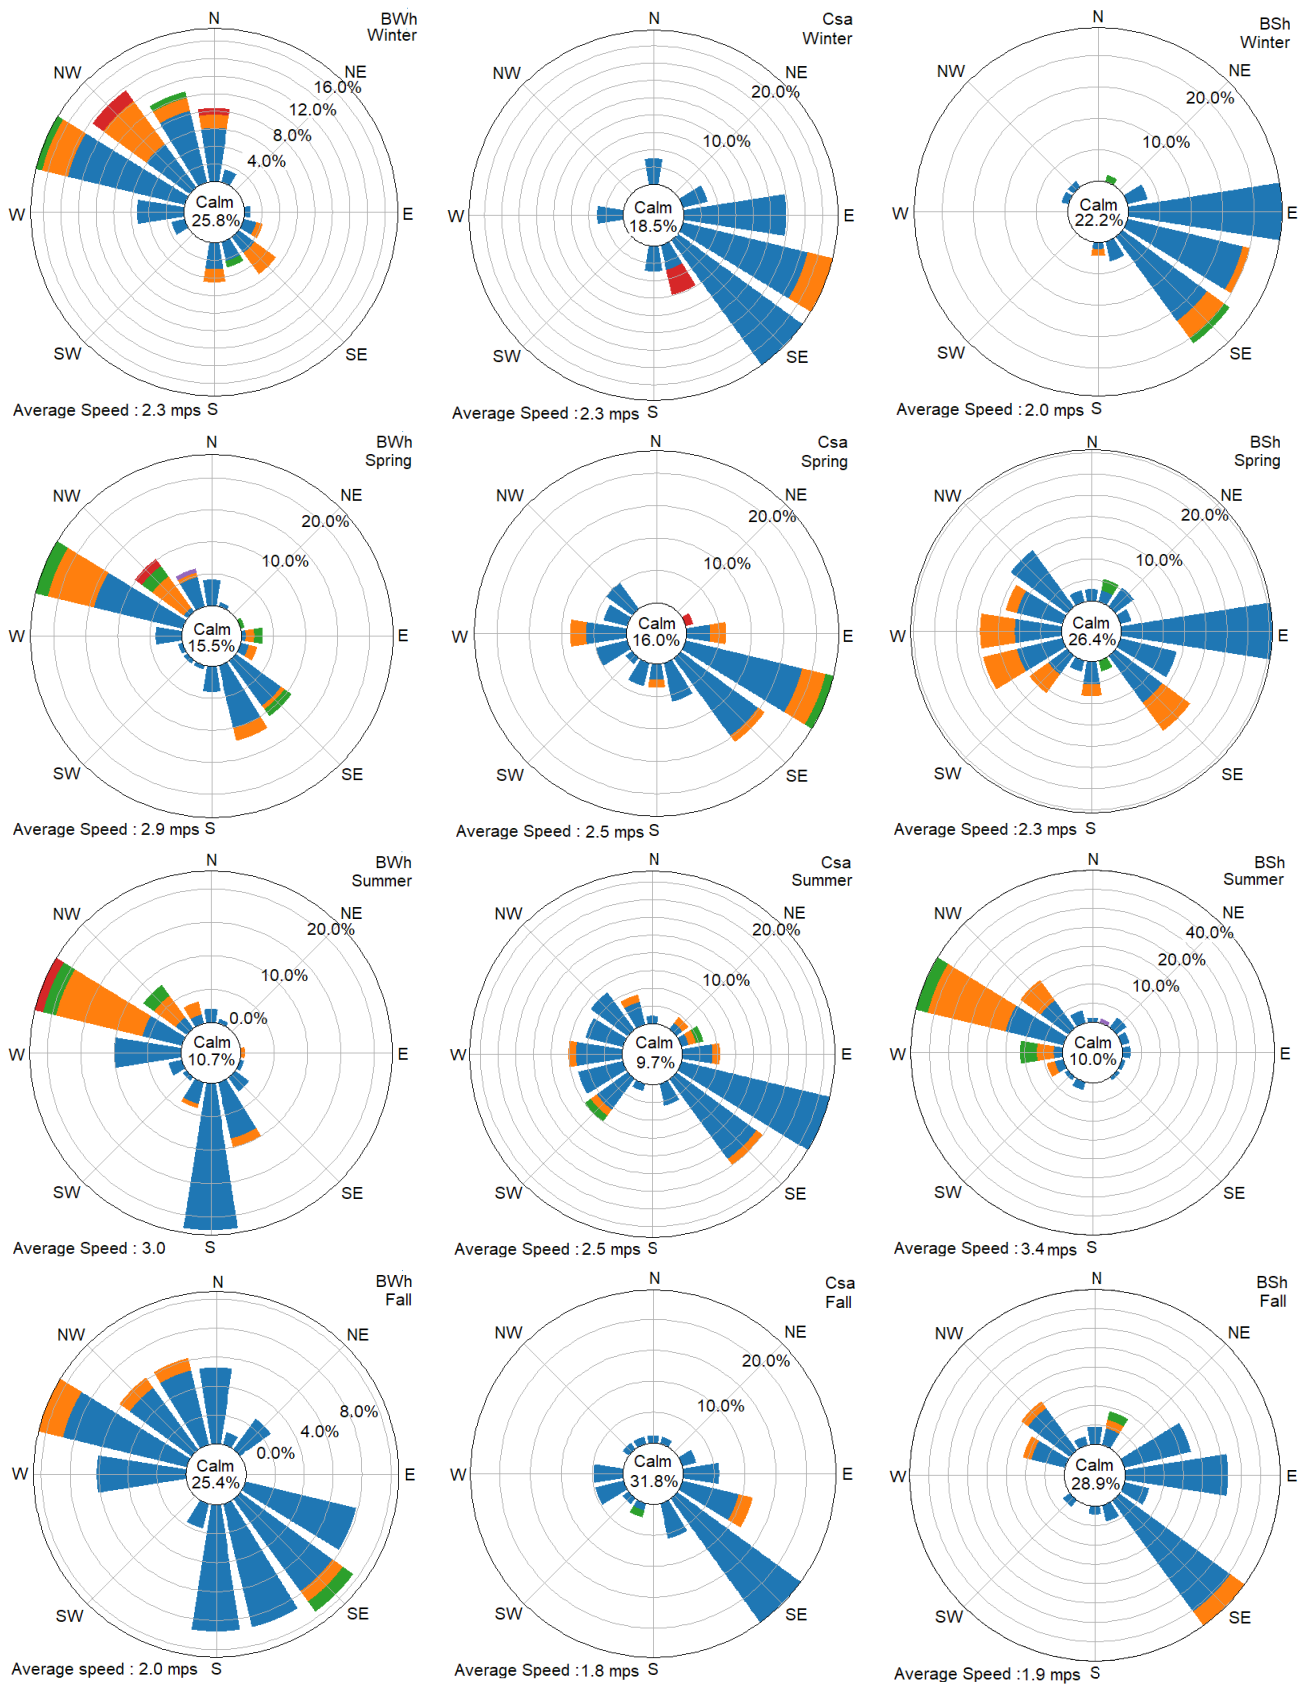 N
BWh
Winter
NW
NE
16.0%
12.0%
8.0%
4.0%
Calm
25.8%
W
E
SW
SE
Average Speed : 2.3 mps S
N
Csa
Winter
NW
NE
20.0%
10.0%
Calm
18.5%
W
E
SW
SE
Average Speed :2.3 mps S
N
BSh
Winter
NW
NE
20.0%
10.0%
Calm
22.2%
W
E
SW
SE
Average Speed :2.0 mps S
N
BWh
Spring
NW
NE
20.0%
10.0%
Calm
15.5%
W
E
SW
SE
Average Speed : 2.9 mps S
N
Csa
Spring
NW
NE
20.0%
10.0%
Calm
16.0%
W
E
SW
SE
Average Speed : 2.5 mps S
N
BSh
Spring
NW
NE
20.0%
10.0%
Calm
26.4%
W
E
SW
SE
Average Speed :2.3 mps S
N
BWh
Summer
NW
NE
20.0%
10.0%
0.0%
Calm
10.7%
W
E
SW
SE
Average Speed : 3.0 S
N
Csa
Summer
NW
NE
20.0%
10.0%
Calm
9.7%
W
E
SW
SE
Average Speed :2.5 mps S
N
BSh
Summer
NW
NE
40.0%
20.0%
10.0%
Calm
10.0%
W
E
SW
SE
Average Speed :3.4 mps S
N
BWh
Fall
NW
NE
8.0%
4.0%
0.0%
Calm
25.4%
W
E
SW
SE
Average speed : 2.0 mps S
N
Csa
Fall
NW
NE
20.0%
10.0%
Calm
31.8%
W
E
SW
SE
Average Speed :1.8 mps S
N
BSh
Fall
NW
NE
Calm
28.9%
W
E
SW
SE
Average Speed :1.9 mps S